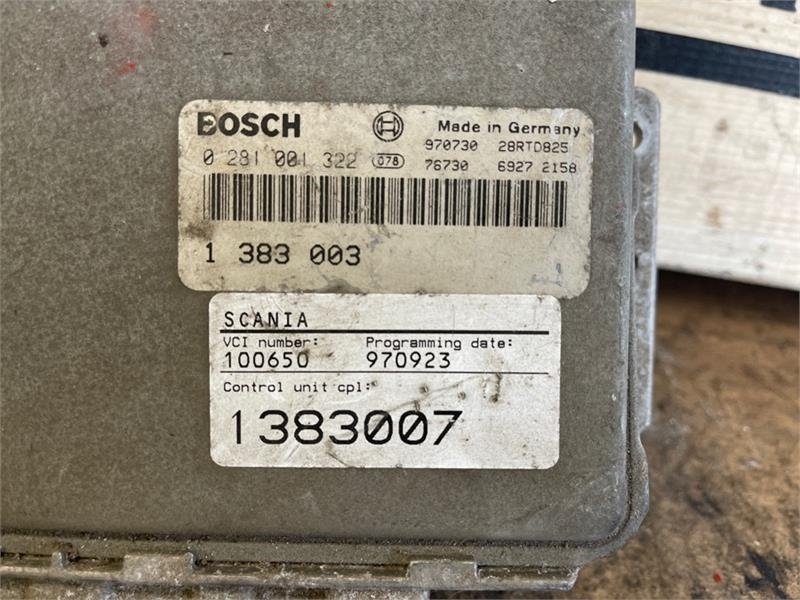 BOSCH Made in Germany
970730 28RTD825
0 281 001 322 078 76730 6927 2158
1 383 003
SCANIA
VCI number: Programming date:
100650 970923
Control unit cpl:
1383007